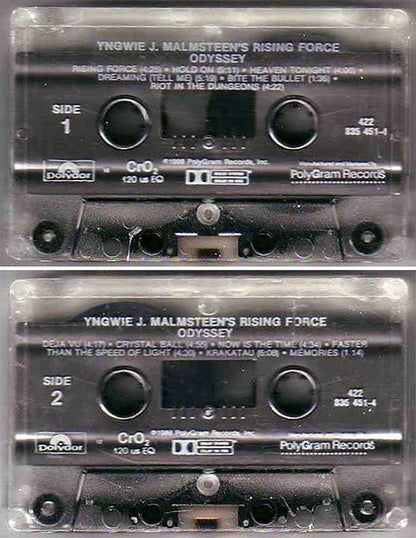 YNGWIE J. MALMSTEEN'S RISING FORCE
ODYSSEY
RISING FORCE (4:25) • HOLD ON (5:11) • HEAVEN TONIGHT (4:06) •
DREAMING (TELL ME) (5:19) • BITE THE BULLET (1:36) •
RIOT IN THE DUNGEONS (4:22)
SIDE
1
422
835 451-4
Polydor
CrO2
120 us EQ
©1988 PolyGram Records, Inc.
Manufactured and Marketed by
PolyGram Records
YNGWIE J. MALMSTEEN'S RISING FORCE
ODYSSEY
DEJA VU (4:17) • CRYSTAL BALL (4:55) • NOW IS THE TIME (4:34) • FASTER
THAN THE SPEED OF LIGHT (4:30) • KRAKATAU (6:08) • MEMORIES (1:14)
SIDE
2
422
835 451-4
Polydor
CrO2
120 us EQ
©1988 PolyGram Records, Inc.
PolyGram Records